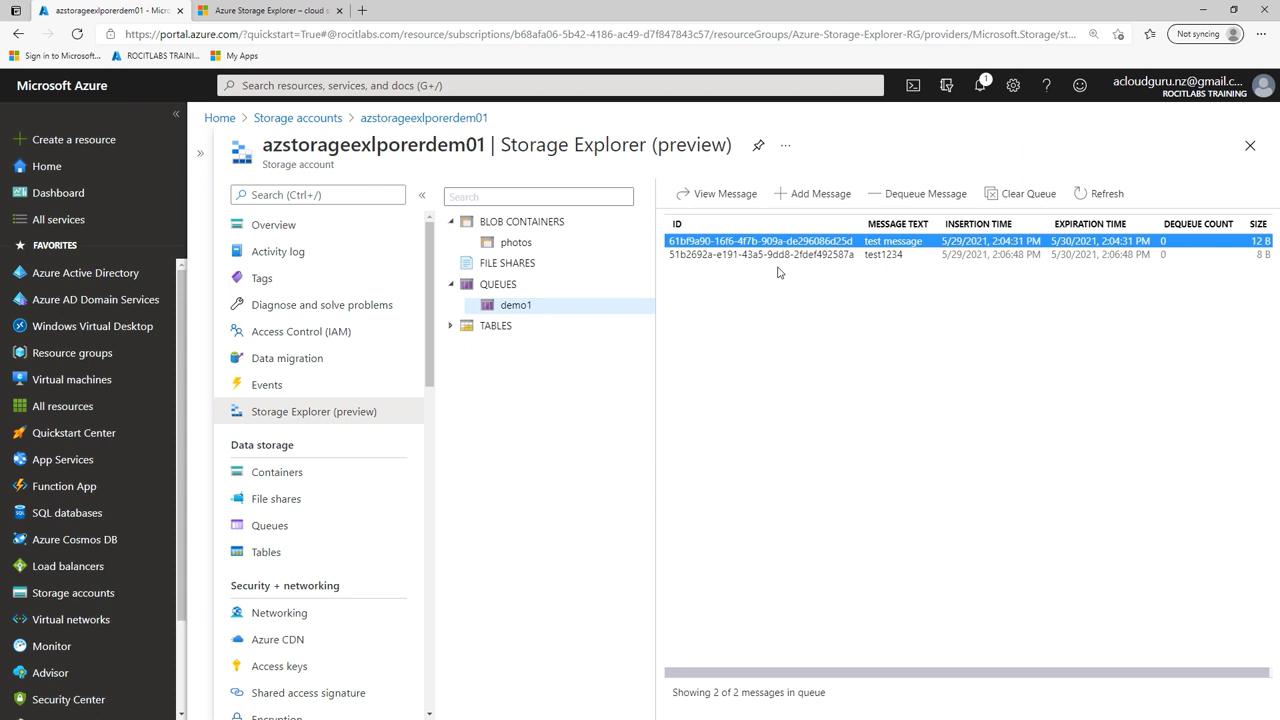 azstorageexlporerdem01 - Micr
Azure Storage Explorer – cloud s
https://portal.azure.com/?quickstart=True#@rocitlabs.com/resource/subscriptions/b68afa06-5b42-4186-ac49-d7f847843c57/resourceGroups/Azure-Storage-Explorer-RG/providers/Microsoft.Storage/st...
Not syncing
Sign in to Microsoft...
ROCITLABS TRAINI...
My Apps
Microsoft Azure
Search resources, services, and docs (G+/)
1
acloudguru.nz@gmail.c...
ROCITLABS TRAINING
Create a resource
Home
Dashboard
All services
FAVORITES
Azure Active Directory
Azure AD Domain Services
Windows Virtual Desktop
Resource groups
Virtual machines
All resources
Quickstart Center
App Services
Function App
SQL databases
Azure Cosmos DB
Load balancers
Storage accounts
Virtual networks
Monitor
Advisor
Security Center
Home > Storage accounts > azstorageexlporerdem01
azstorageexlporerdem01 | Storage Explorer (preview)
Storage account
Search (Ctrl+/)
Overview
Activity log
Tags
Diagnose and solve problems
Access Control (IAM)
Data migration
Events
Storage Explorer (preview)
Data storage
Containers
File shares
Queues
Tables
Security + networking
Networking
Azure CDN
Access keys
Shared access signature
Encryption
Search
BLOB CONTAINERS
photos
FILE SHARES
QUEUES
demo1
TABLES
View Message Add Message Dequeue Message Clear Queue Refresh
ID MESSAGE TEXT INSERTION TIME EXPIRATION TIME DEQUEUE COUNT SIZE
61bf9a90-16f6-4f7b-909a-de296086d25d test message 5/29/2021, 2:04:31 PM 5/30/2021, 2:04:31 PM 0 12 B
51b2692a-e191-43a5-9dd8-2fdef492587a test1234 5/29/2021, 2:06:48 PM 5/30/2021, 2:06:48 PM 0 8 B
Showing 2 of 2 messages in queue